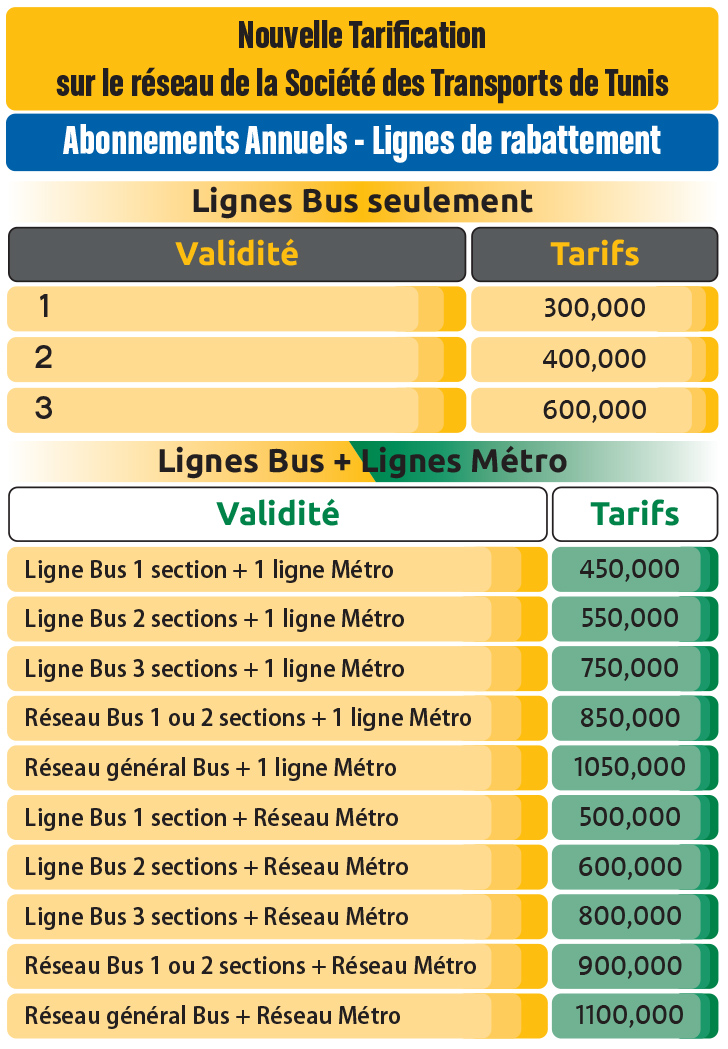 Nouvelle Tarification
sur le réseau de la Société des Transports de Tunis
Abonnements Annuels - Lignes de rabattement
Lignes Bus seulement
Validité Tarifs
1 300,000
2 400,000
3 600,000
Lignes Bus + Lignes Métro
Validité Tarifs
Ligne Bus 1 section + 1 ligne Métro 450,000
Ligne Bus 2 sections + 1 ligne Métro 550,000
Ligne Bus 3 sections + 1 ligne Métro 750,000
Réseau Bus 1 ou 2 sections + 1 ligne Métro 850,000
Réseau général Bus + 1 ligne Métro 1050,000
Ligne Bus 1 section + Réseau Métro 500,000
Ligne Bus 2 sections + Réseau Métro 600,000
Ligne Bus 3 sections + Réseau Métro 800,000
Réseau Bus 1 ou 2 sections + Réseau Métro 900,000
Réseau général Bus + Réseau Métro 1100,000